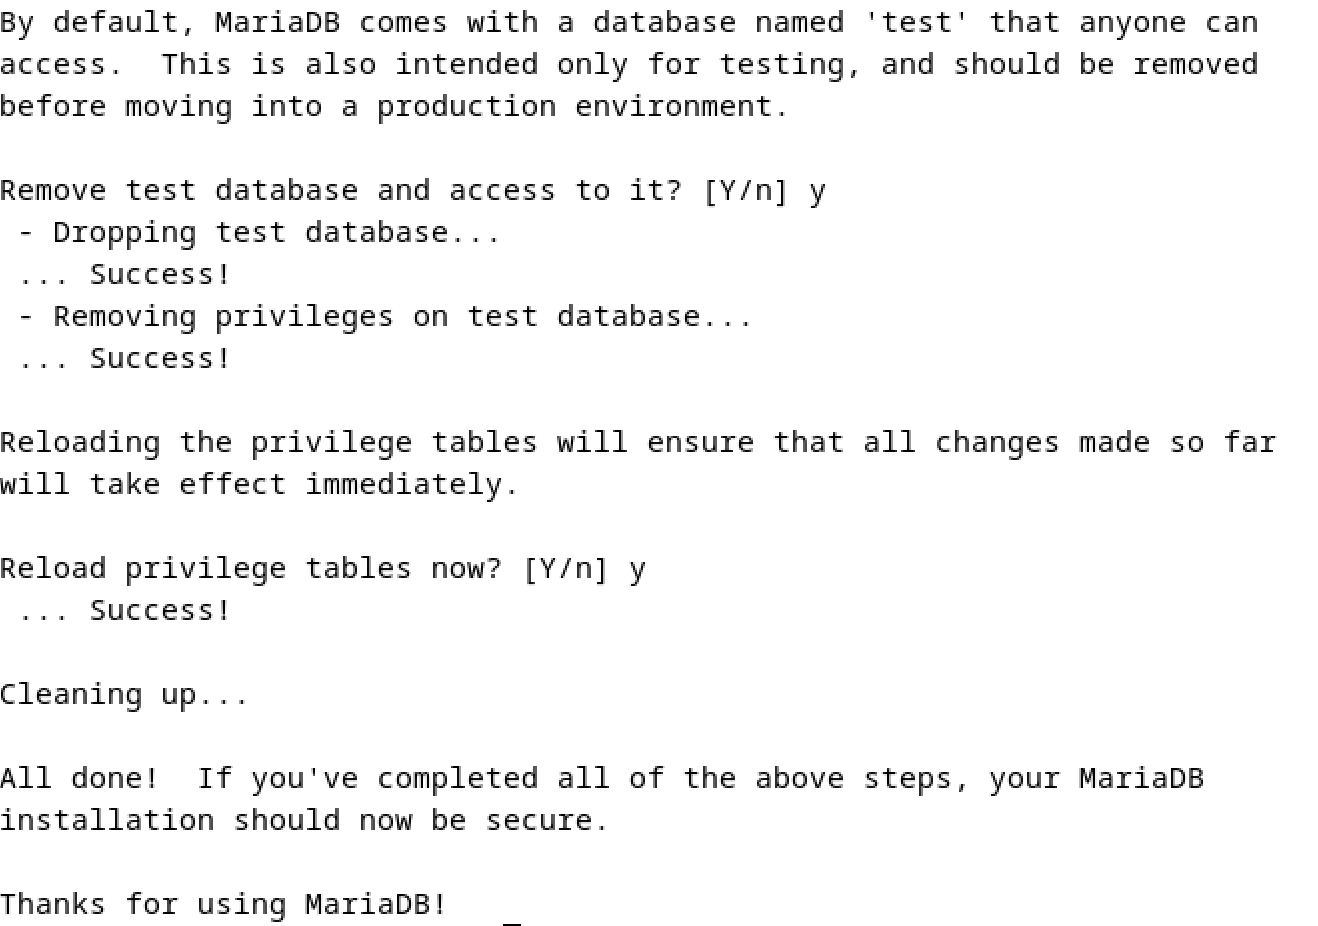 By default, MariaDB comes with a database named 'test' that anyone can
access.  This is also intended only for testing, and should be removed
before moving into a production environment.

Remove test database and access to it? [Y/n] y
 - Dropping test database...
 ... Success!
 - Removing privileges on test database...
 ... Success!

Reloading the privilege tables will ensure that all changes made so far
will take effect immediately.

Reload privilege tables now? [Y/n] y
 ... Success!

Cleaning up...

All done!  If you've completed all of the above steps, your MariaDB
installation should now be secure.

Thanks for using MariaDB!